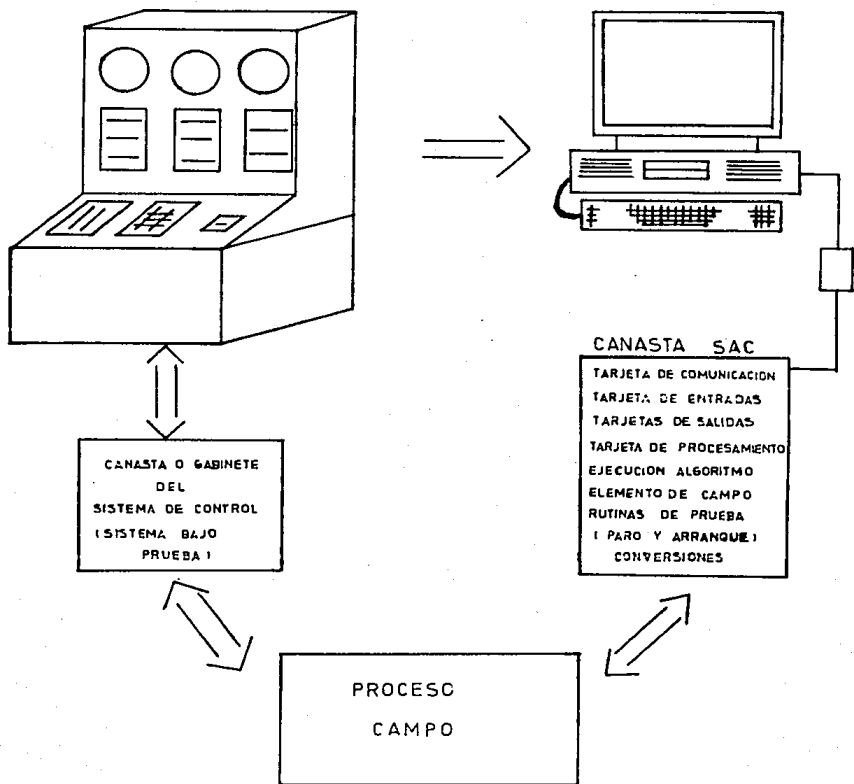 CANASTA SAC
TARJETA DE COMUNICACION
TARJETA DE ENTRADAS
TARJETAS DE SALIDAS
TARJETA DE PROCESAMIENTO
EJECUCION ALGORITMO
ELEMENTO DE CAMPO
RUTINAS DE PRUEBA
( PARO Y ARRANQUE )
CONVERSIONES
CANASTA O GABINETE
DEL
SISTEMA DE CONTROL
( SISTEMA BAJO
PRUEBA )
PROCESO
CAMPO